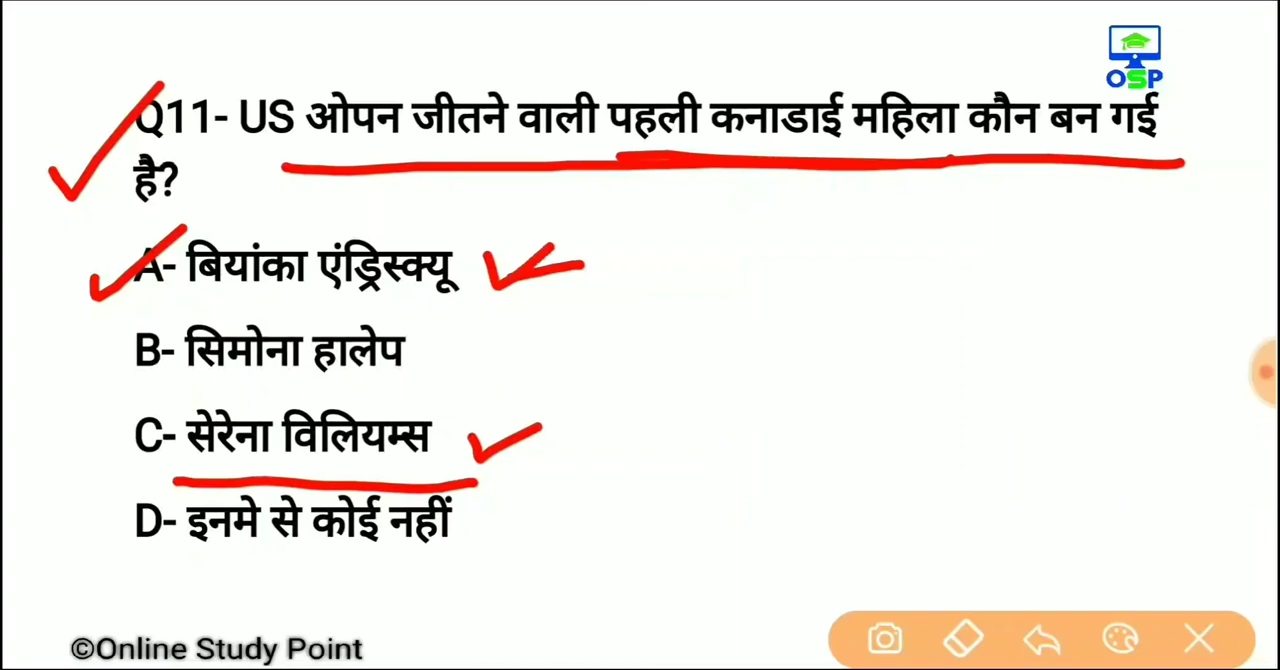 OSP
Q11- US ओपन जीतने वाली पहली कनाडाई महिला कौन बन गई
है?
A- बियांका एंड्रिस्क्यू
B- सिमोना हालेप
C- सेरेना विलियम्स
D- इनमे से कोई नहीं
©Online Study Point